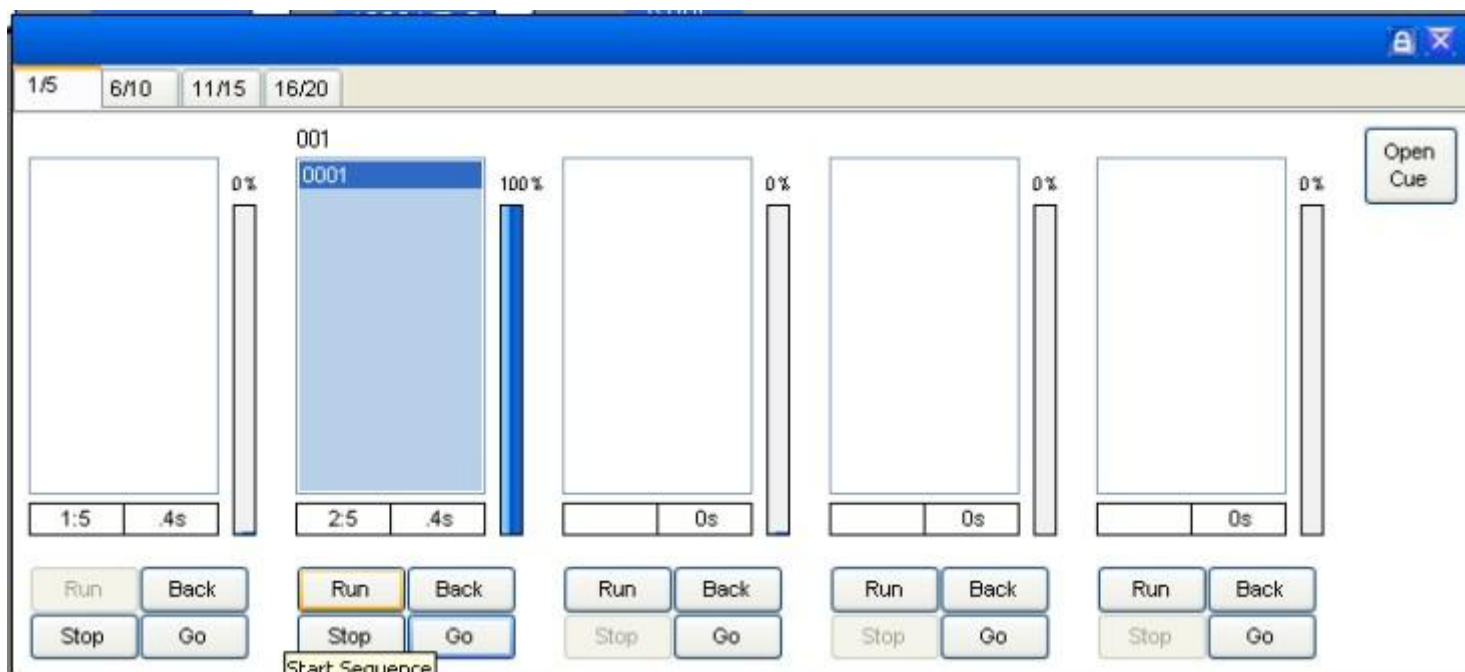 1/5 6/10 11/15 16/20
001
Open
Cue
0001
0% 100% 0% 0% 0%
1:5 .4s 2:5 .4s 0s 0s 0s
Run Back Run Back Run Back Run Back Run Back
Stop Go Stop Go Stop Go Stop Go Stop Go
Start Sequence